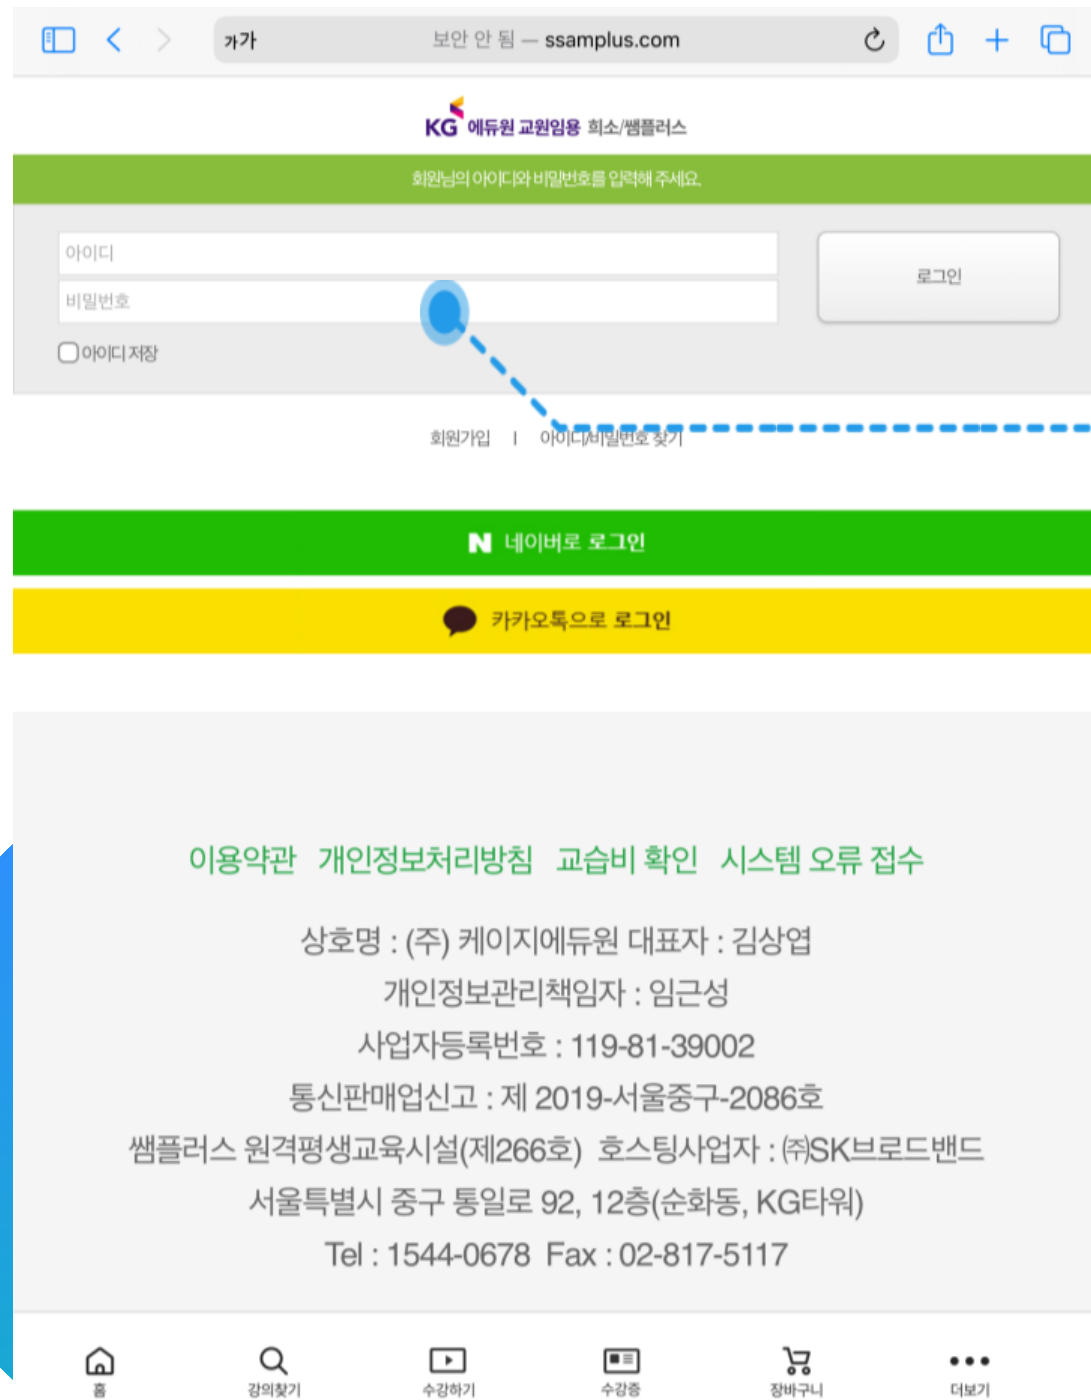 가가 보안 안 됨 — ssamplus.com
KG 에듀원 교원임용 희소/쌤플러스
회원님의 아이디와 비밀번호를 입력해 주세요.
아이디
비밀번호
로그인
아이디 저장
회원가입 | 아이디/비밀번호 찾기
N 네이버로 로그인
카카오톡으로 로그인
이용약관 개인정보처리방침 교습비 확인 시스템 오류 접수
상호명 : (주) 케이지에듀원 대표자 : 김상엽
개인정보관리책임자 : 임근성
사업자등록번호 : 119-81-39002
통신판매업신고 : 제 2019-서울중구-2086호
쌤플러스 원격평생교육시설(제266호) 호스팅사업자 : ㈜SK브로드밴드
서울특별시 중구 통일로 92, 12층(순화동, KG타워)
Tel : 1544-0678 Fax : 02-817-5117
홈 강의찾기 수강하기 수강증 장바구니 더보기